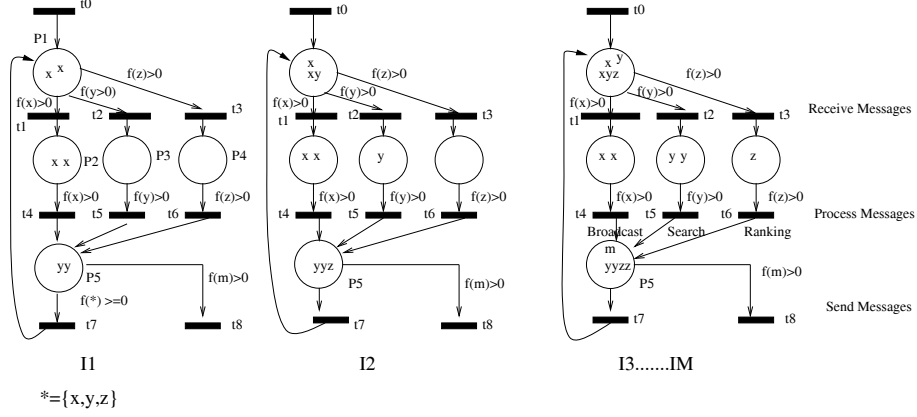 t0
P1
x x
f(z)>0
f(y>0)
f(x)>0
t1
t2
t3
x x
P2
P3
P4
f(x)>0
f(y)>0
f(z)>0
t4
t5
t6
yy
P5
f(m)>0
f(*) >=0
t7
t8
I1
*={x,y,z}
t0
x
xy
f(z)>0
f(y)>0
f(x)>0
t1
t2
t3
x x
y
f(x)>0
f(y)>0
f(z)>0
t4
t5
t6
yyz
P5
f(m)>0
t7
t8
I2
t0
x y
xyz
f(z)>0
f(y)>0
f(x)>0
t1
t2
t3
Receive Messages
x x
y y
z
f(x)>0
f(y)>0
f(z)>0
t4
t5
t6
Process Messages
Broadcast
Search
Ranking
m
yyzz
P5
f(m)>0
Send Messages
t7
t8
I3.......IM